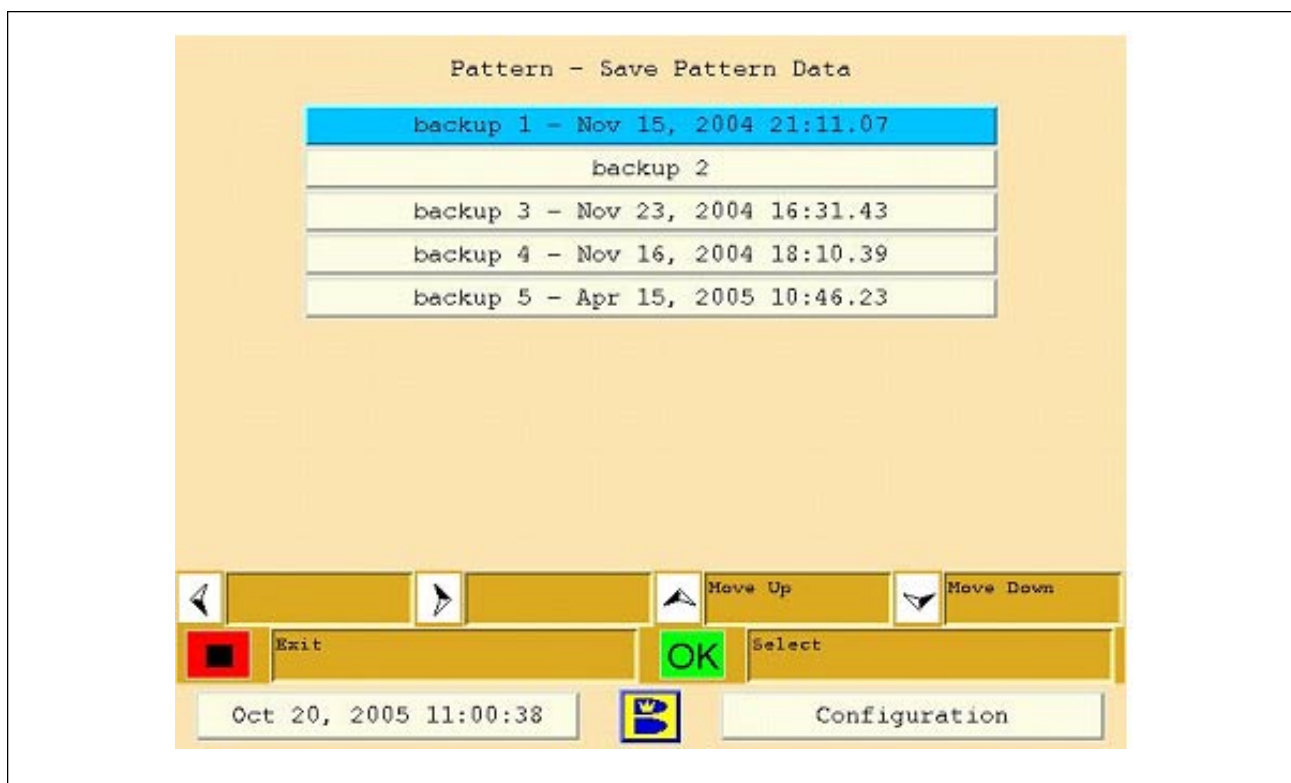 Pattern - Save Pattern Data
backup 1 - Nov 15, 2004 21:11.07
backup 2
backup 3 - Nov 23, 2004 16:31.43
backup 4 - Nov 16, 2004 18:10.39
backup 5 - Apr 15, 2005 10:46.23
Move Up
Move Down
Exit
OK
Select
Oct 20, 2005 11:00:38
Configuration